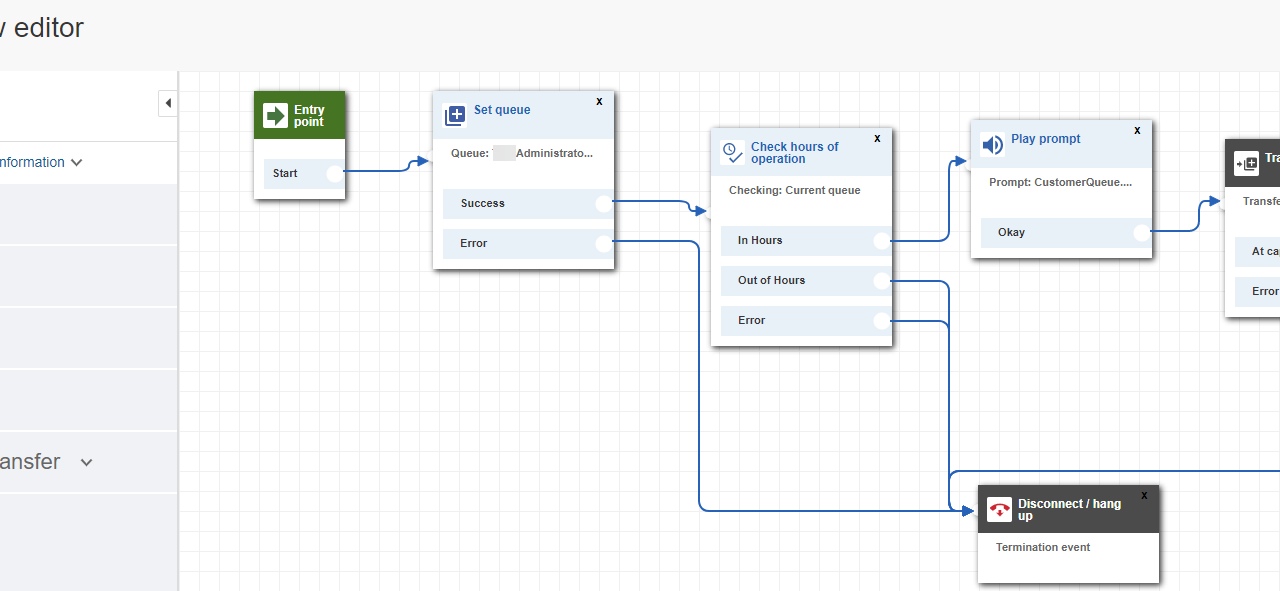 editor
nformation
ansfer
Entry
point
Start
Set queue
x
Queue: Administrato...
Success
Error
Check hours of
operation
x
Checking: Current queue
In Hours
Out of Hours
Error
Play prompt
x
Prompt: CustomerQueue....
Okay
Tra
Transfe
At cap
Error
Disconnect / hang
up
x
Termination event